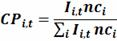 CP_{i,t} = \frac{I_{i,t} nc_i}{\sum_i I_{i,t} nc_i}